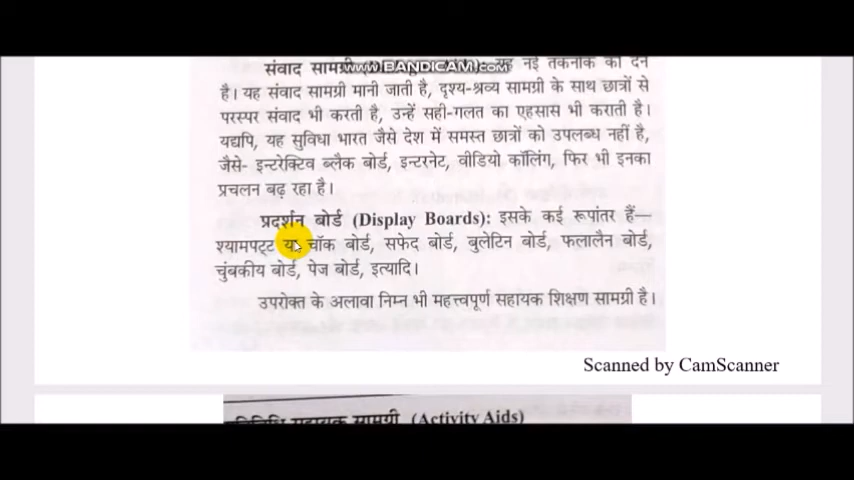 www.BANDICAM.com
संवाद सामग्री यह नई तकनीक की देन
है। यह संवाद सामग्री मानी जाती है, दृश्य-श्रव्य सामग्री के साथ छात्रों से
परस्पर संवाद भी करती है, उन्हें सही-गलत का एहसास भी कराती है।
यद्यपि, यह सुविधा भारत जैसे देश में समस्त छात्रों को उपलब्ध नहीं है,
जैसे- इन्टरेक्टिव ब्लैक बोर्ड, इन्टरनेट, वीडियो कॉलिंग, फिर भी इनका
प्रचलन बढ़ रहा है।
प्रदर्शन बोर्ड (Display Boards): इसके कई रूपांतर हैं—
श्यामपट्ट या चॉक बोर्ड, सफेद बोर्ड, बुलेटिन बोर्ड, फलालैन बोर्ड,
चुंबकीय बोर्ड, पेज बोर्ड, इत्यादि।
उपरोक्त के अलावा निम्न भी महत्त्वपूर्ण सहायक शिक्षण सामग्री है।
Scanned by CamScanner
सहायक सामग्री (Activity Aids)